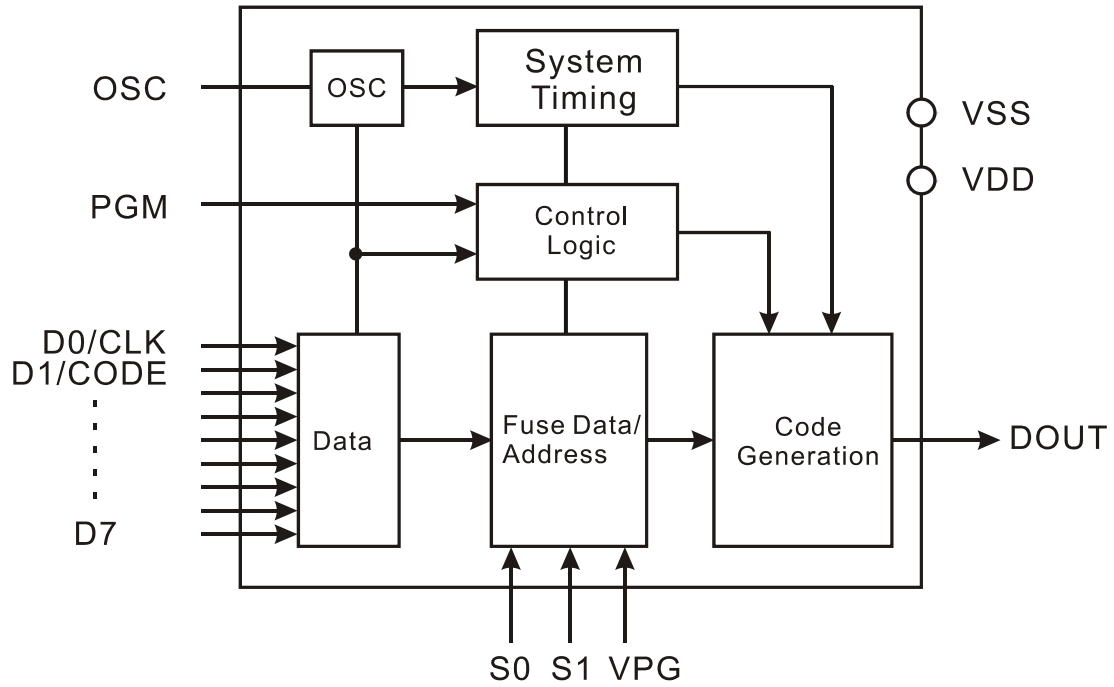 OSC
OSC
System
Timing
VSS
VDD
PGM
Control
Logic
D0/CLK
D1/CODE
D7
Data
Fuse Data/
Address
Code
Generation
DOUT
S0 S1 VPG